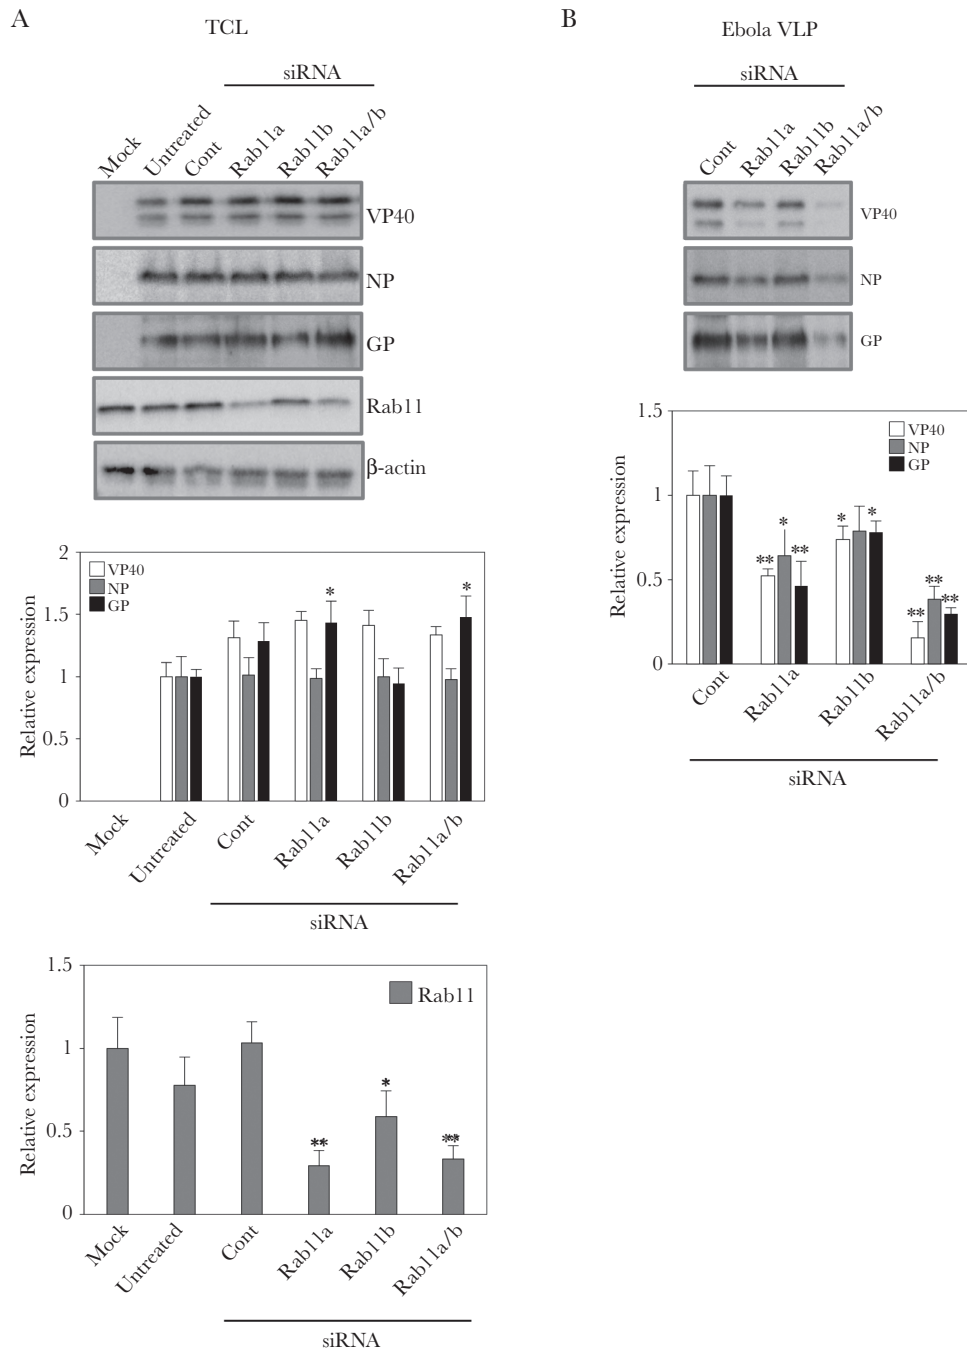 A
TCL
siRNA
Mock
Untreated
Cont
Rab11a
Rab11b
Rab11a/b
VP40
NP
GP
Rab11
β-actin
Relative expression
2
1.5
1
0.5
0
VP40
NP
GP
*
*
Mock
Untreated
Cont
Rab11a
Rab11b
Rab11a/b
siRNA
Relative expression
1.5
1
0.5
0
Rab11
**
*
**
Mock
Untreated
Cont
Rab11a
Rab11b
Rab11a/b
siRNA
B
Ebola VLP
siRNA
Cont
Rab11a
Rab11b
Rab11a/b
VP40
NP
GP
Relative expression
1.5
1
0.5
0
VP40
NP
GP
**
*
**
*
*
**
**
**
Cont
Rab11a
Rab11b
Rab11a/b
siRNA